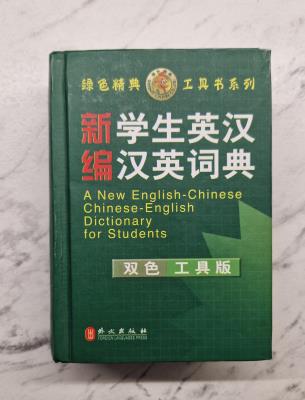 绿色精典 工具书系列
新编 学生英汉
汉英词典
A New English-Chinese
Chinese-English
Dictionary
for Students
双色 工具版
外文出版社
FOREIGN LANGUAGES PRESS